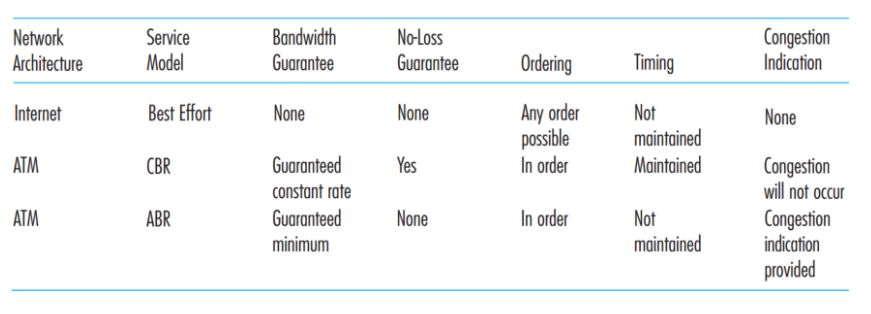 Network Service Bandwidth No-Loss Congestion
Architecture Model Guarantee Guarantee Ordering Timing Indication
Internet Best Effort None None Any order Not None
possible maintained
ATM CBR Guaranteed Yes In order Maintained Congestion
constant rate will not occur
ATM ABR Guaranteed None In order Not Congestion
minimum maintained indication
provided